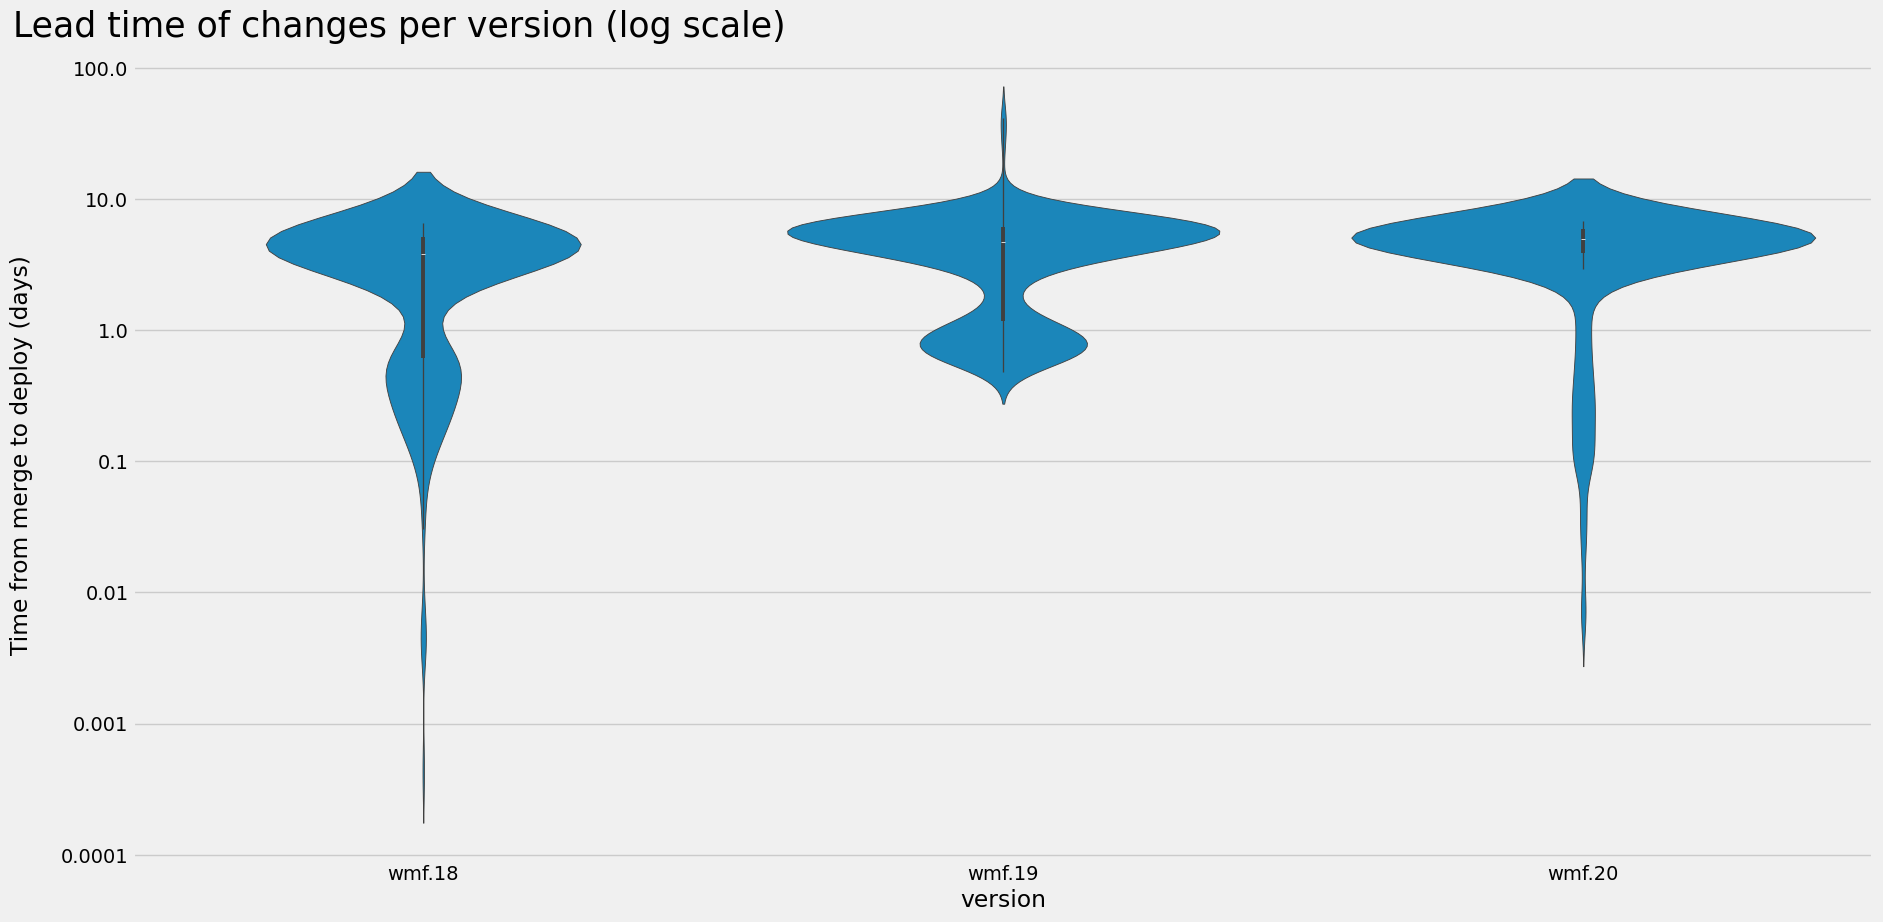 Lead time of changes per version (log scale)
Time from merge to deploy (days)
100.0
10.0
1.0
0.1
0.01
0.001
0.0001
wmf.18
wmf.19
wmf.20
version